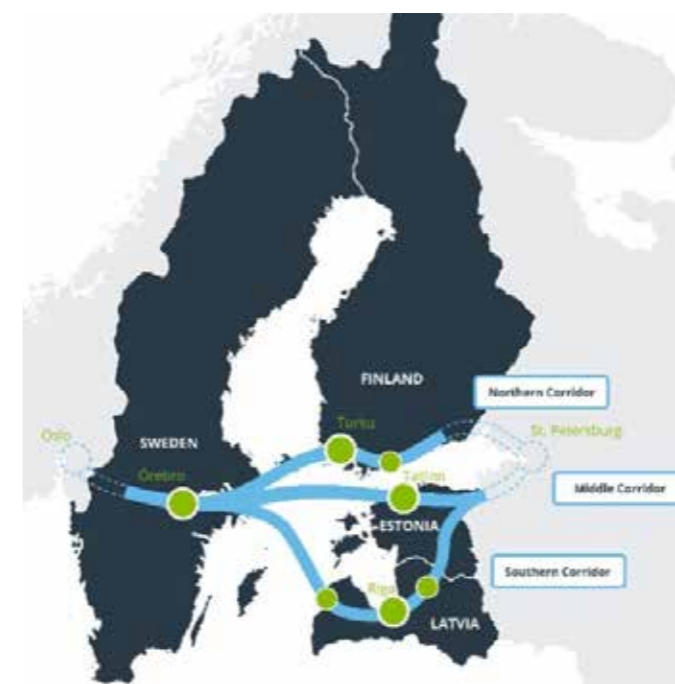 FINLAND
Northern Corridor
Turku
St. Petersburg
Oslo
SWEDEN
Örebro
Tallinn
Middle Corridor
ESTONIA
Southern Corridor
Riga
LATVIA